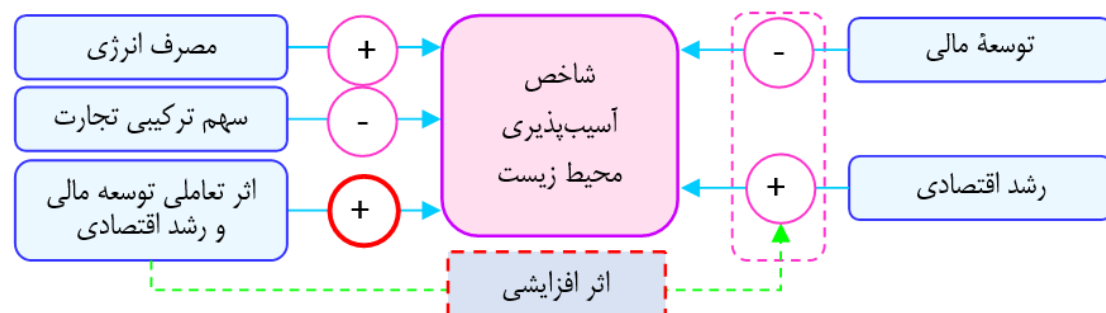 توسعهٔ مالی
-
رشد اقتصادی
+
شاخص
آسیب‌پذیری
محیط زیست
مصرف انرژی
+
سهم ترکیبی تجارت
-
اثر تعاملی توسعه مالی
و رشد اقتصادی
+
اثر افزایشی